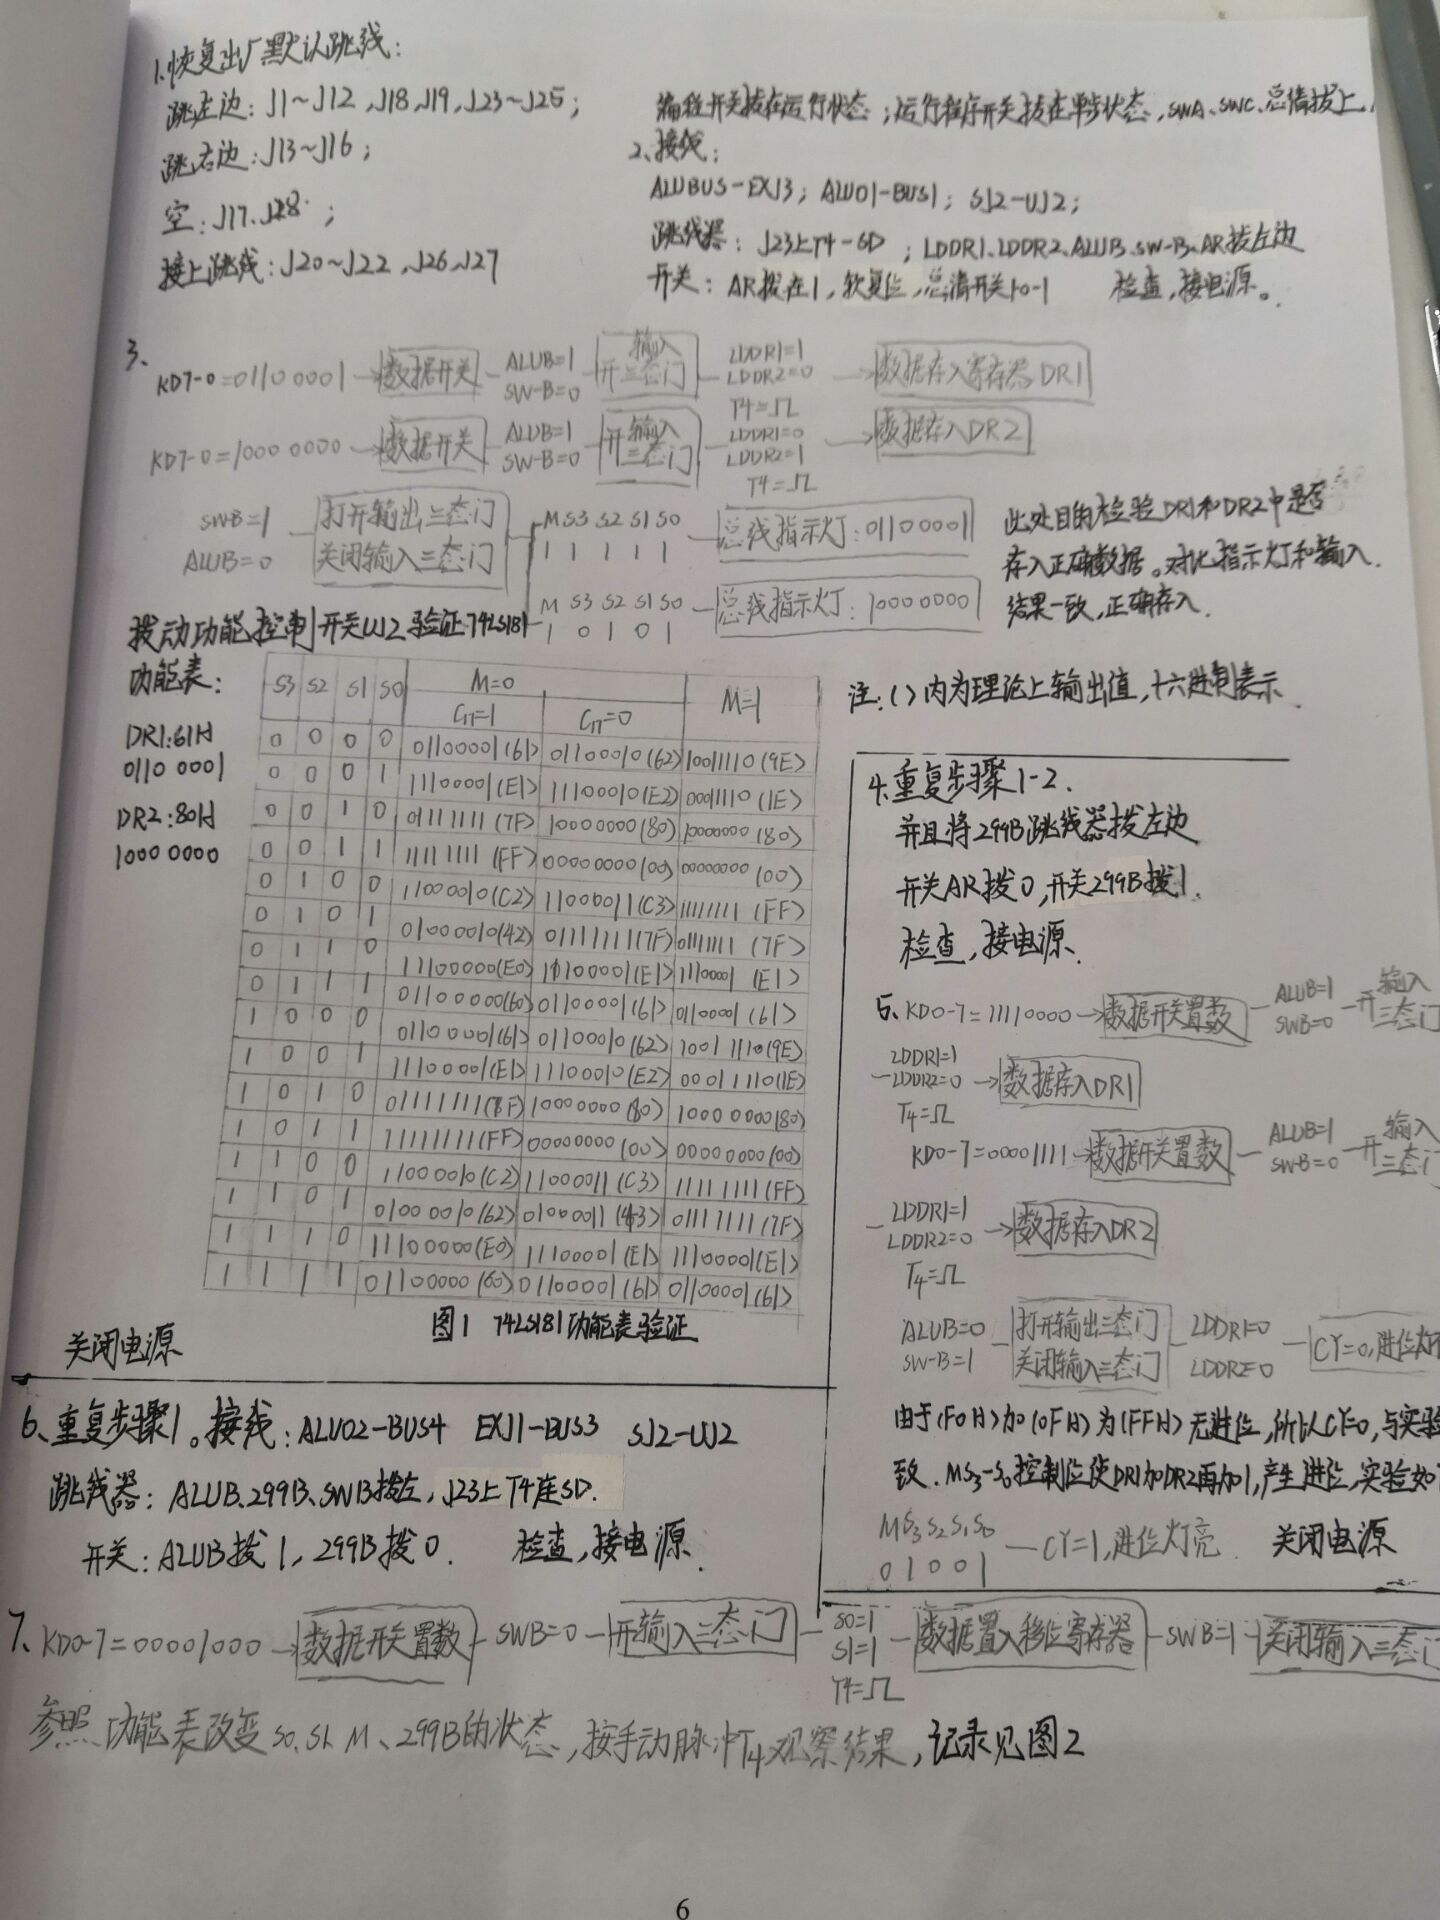 1.恢复出厂默认跳线:
跳左边:J1~J12,J18,J19,J23~J25;
跳右边:J13~J16;
空:J17、J28;
接上跳线:J20~J22,J26、J27
编程开关拨在运行状态;运行程序开关拨在单步状态,SWA、SWC、总清拨上1
2、接线:
ALUBUS-EXJ3;ALUO1-BUS1;SJ2-UJ2;
跳线器:J23上T4-SD;LDDR1、LDDR2、ALUB、SW-B、AR拨左边
开关:AR拨在1,软复位,总清开关1-0-1 检查,接电源。
3、
KD7-0=01100001→数据开关-ALUB=1 SW-B=0-开输入三态门-LDDR1=1 LDDR2=0 T4=⎍→数据存入寄存器DR1
KD7-0=10000000→数据开关-ALUB=1 SW-B=0-开输入三态门-LDDR1=0 LDDR2=1 T4=⎍→数据存入DR2
SW-B=1 ALUB=0-打开输出三态门 关闭输入三态门
M S3 S2 S1 S0
1 1 1 1 1 -总线指示灯:01100001
M S3 S2 S1 S0
1 0 1 0 1 -总线指示灯:10000000
此处目的检验DR1和DR2中是否
存入正确数据。对比指示灯和输入
结果一致,正确存入.
拨动功能控制开关UJ2验证74LS181
功能表:
DR1:61H
0110 0001
DR2:80H
1000 0000
S3 S2 S1 S0 M=0 M=1
Cn=1 Cn=0
0 0 0 0 01100001(61) 01100010(62) 10011110(9E)
0 0 0 1 11100001(E1) 11100010(E2) 00011110(1E)
0 0 1 0 01111111(7F) 10000000(80) 10000000(80)
0 0 1 1 11111111(FF) 00000000(00) 00000000(00)
0 1 0 0 11000010(C2) 11000011(C3) 11111111(FF)
0 1 0 1 01000010(42) 01111111(7F) 01111111(7F)
0 1 1 0 11100000(E0) 11100001(E1) 11100001(E1)
0 1 1 1 01100000(60) 01100001(61) 01100001(61)
1 0 0 0 01100001(61) 01100010(62) 10011110(9E)
1 0 0 1 11100001(E1) 11100010(E2) 00011110(1E)
1 0 1 0 01111111(7F) 10000000(80) 10000000(80)
1 0 1 1 11111111(FF) 00000000(00) 00000000(00)
1 1 0 0 11000010(C2) 11000011(C3) 11111111(FF)
1 1 0 1 01000010(62) 01000011(43) 01111111(7F)
1 1 1 0 11100000(E0) 11100001(E1) 11100001(E1)
1 1 1 1 01100000(60) 01100001(61) 01100001(61)
图1 74LS181功能表验证
关闭电源
注:()内为理论上输出值,十六进制表示.
4.重复步骤1-2.
并且将299B跳线器拨左边
开关AR拨0,开关299B拨1.
检查,接电源.
5、KD0-7=11110000→数据开关置数-ALUB=1 SWB=0-开输入三态门
-LDDR1=1 LDDR2=0 T4=⎍→数据存入DR1
KD0-7=00001111→数据开关置数-ALUB=1 SW-B=0-开输入三态门
-LDDR1=1 LDDR2=0 T4=⎍→数据存入DR2
ALUB=0 SW-B=1-打开输出三态门 关闭输入三态门-LDDR1=0 LDDR2=0-CY=0,进位灯
由于(F0H)加(0FH)为(FFH)无进位,所以CY=0,与实验
致.MS3-S0控制位使DR1加DR2再加1,产生进位,实验如
MS3S2S1S0
0 1 0 0 1 -CY=1,进位灯亮. 关闭电源
6、重复步骤1。接线:ALUO2-BUS4 EXJ1-BUS3 SJ2-UJ2
跳线器:ALUB、299B、SWB拨左,J23上T4连SD.
开关:ALUB拨1,299B拨0. 检查,接电源.
7、KD0-7=00001000→数据开关置数-SWB=0-开输入三态门-S0=1 S1=1 T4=⎍-数据置入移位寄存器-SWB=1-关闭输入三态门
参照功能表改变S0、S1、M、299B的状态,按手动脉冲T4观察结果,记录见图2
6